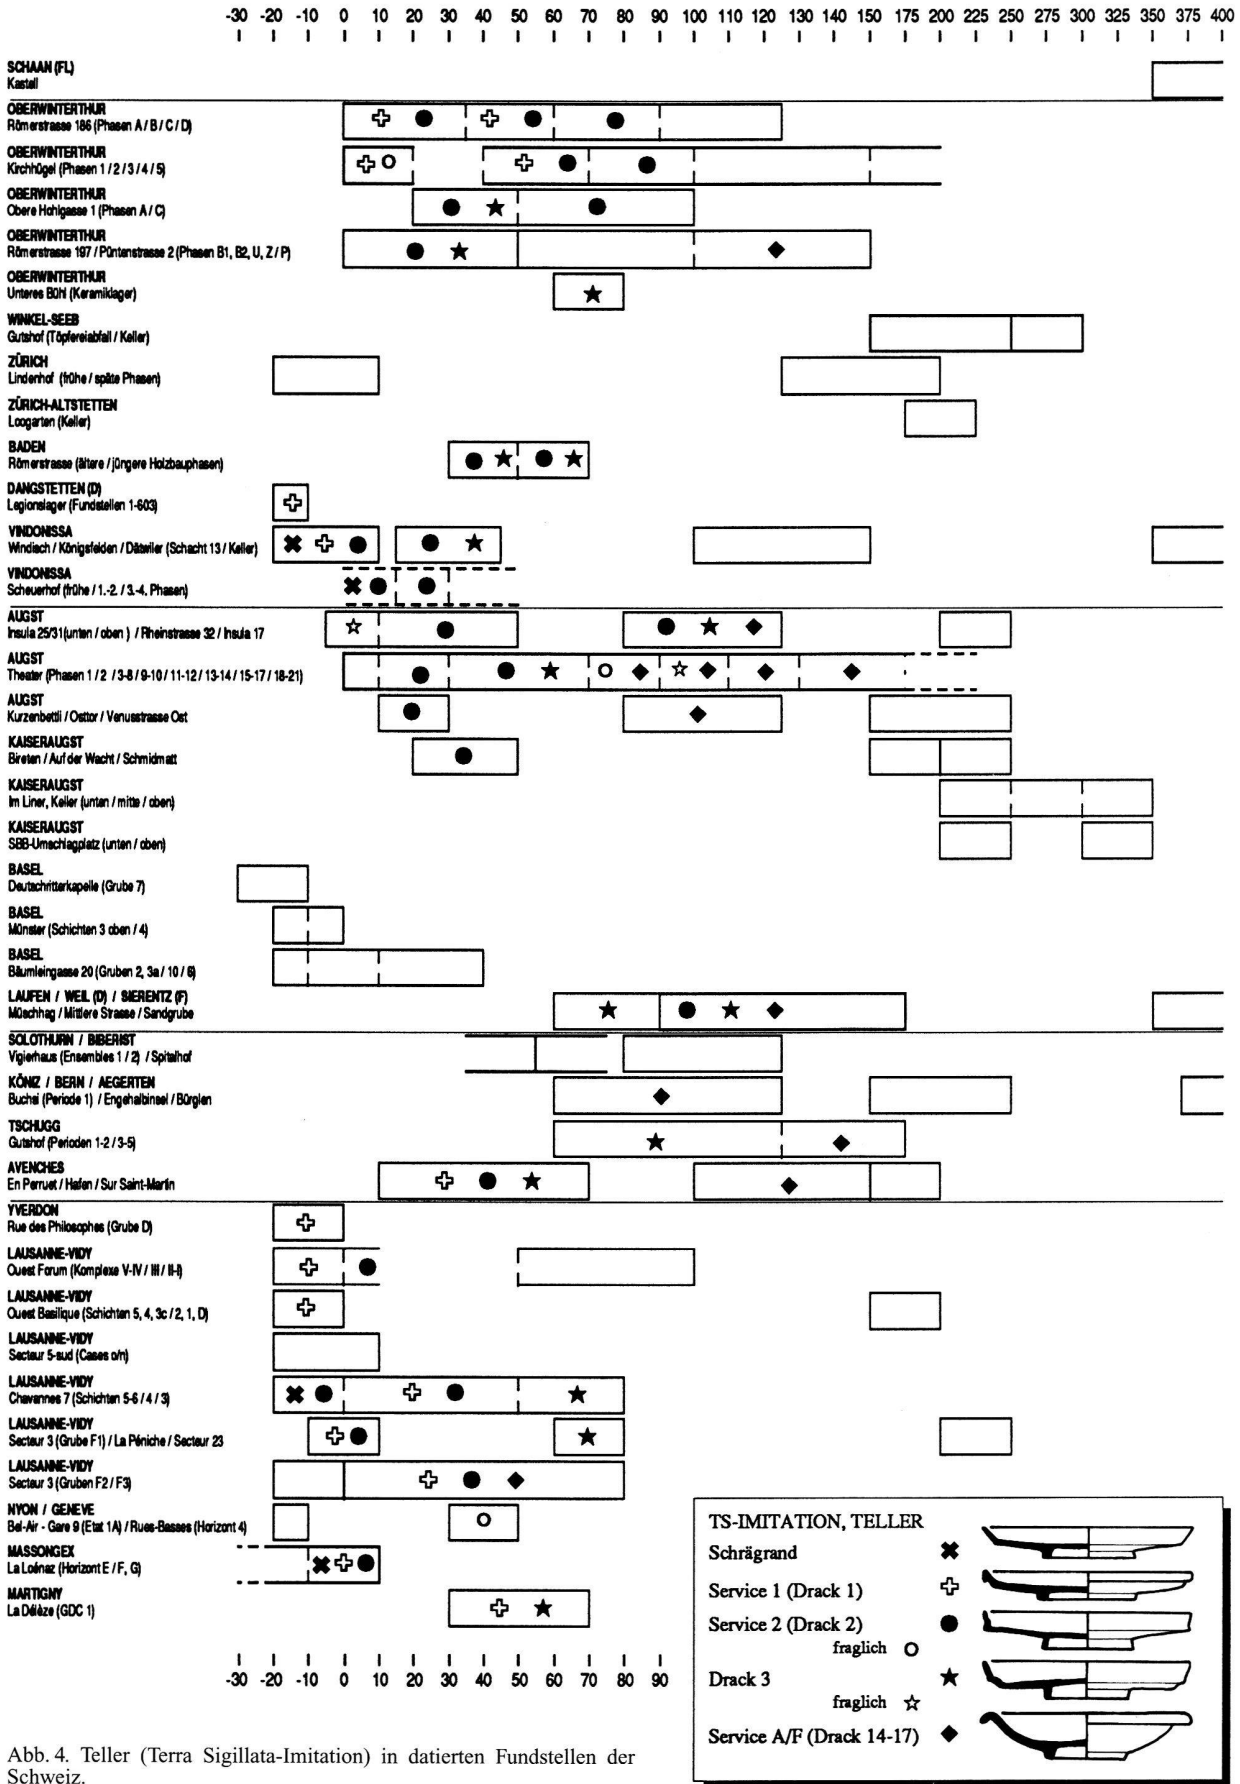 -30 -20 -10 0 10 20 30 40 50 60 70 80 90 100 110 120 130 140 150 175 200 225 250 275 300 325 350 375 400
SCHAAN (FL)
Kastell
OBERWINTERTHUR
Römerstrasse 186 (Phasen A / B / C / D)
OBERWINTERTHUR
Kirchhügel (Phasen 1 / 2 / 3 / 4 / 5)
OBERWINTERTHUR
Obere Hohlgasse 1 (Phasen A / C)
OBERWINTERTHUR
Römerstrasse 197 / Püntenstrasse 2 (Phasen B1, B2, U, Z / P)
OBERWINTERTHUR
Unteres Bühl (Keramiklager)
WINKEL-SEEB
Gutshof (Töpfereiabfall / Keller)
ZÜRICH
Lindenhof (frühe / späte Phasen)
ZÜRICH-ALTSTETTEN
Loogarten (Keller)
BADEN
Römerstrasse (ältere / jüngere Holzbauphasen)
DANGSTETTEN (D)
Legionslager (Fundstellen 1-603)
VINDONISSA
Windisch / Königsfelden / Dätwiler (Schacht 13 / Keller)
VINDONISSA
Scheuerhof (frühe / 1.-2. / 3.-4. Phasen)
AUGST
Insula 25/31(unten / oben ) / Rheinstrasse 32 / Insula 17
AUGST
Theater (Phasen 1 / 2 / 3-8 / 9-10 / 11-12 / 13-14 / 15-17 / 18-21)
AUGST
Kurzenbettli / Osttor / Venusstrasse Ost
KAISERAUGST
Bireten / Auf der Wacht / Schmidmatt
KAISERAUGST
Im Liner, Keller (unten / mitte / oben)
KAISERAUGST
SBB-Umschlagplatz (unten / oben)
BASEL
Deutschritterkapelle (Grube 7)
BASEL
Münster (Schichten 3 oben / 4)
BASEL
Bäumleingasse 20 (Gruben 2, 3a / 10 / 6)
LAUFEN / WEIL (D) / SIERENTZ (F)
Müschhag / Mittlere Strasse / Sandgrube
SOLOTHURN / BIBERIST
Vigierhaus (Ensembles 1 / 2) / Spitalhof
KÖNIZ / BERN / AEGERTEN
Buchsi (Periode 1) / Engehalbinsel / Bürglen
TSCHUGG
Gutshof (Perioden 1-2 / 3-5)
AVENCHES
En Perruet / Hafen / Sur Saint-Martin
YVERDON
Rue des Philosophes (Grube D)
LAUSANNE-VIDY
Ouest Forum (Komplexe V-IV / III / II-I)
LAUSANNE-VIDY
Ouest Basilique (Schichten 5, 4, 3c / 2, 1, D)
LAUSANNE-VIDY
Secteur 5-sud (Cases o/n)
LAUSANNE-VIDY
Chavannes 7 (Schichten 5-6 / 4 / 3)
LAUSANNE-VIDY
Secteur 3 (Grube F1) / La Péniche / Secteur 23
LAUSANNE-VIDY
Secteur 3 (Gruben F2 / F3)
NYON / GENEVE
Bel-Air - Gare 9 (Etat 1A) / Rues-Basses (Horizont 4)
MASSONGEX
La Loénaz (Horizont E / F, G)
MARTIGNY
La Délèze (GDC 1)
-30 -20 -10 0 10 20 30 40 50 60 70 80 90
TS-IMITATION, TELLER
Schrägrand
Service 1 (Drack 1)
Service 2 (Drack 2)
fraglich
Drack 3
fraglich
Service A/F (Drack 14-17)
Abb. 4. Teller (Terra Sigillata-Imitation) in datierten Fundstellen der
Schweiz.